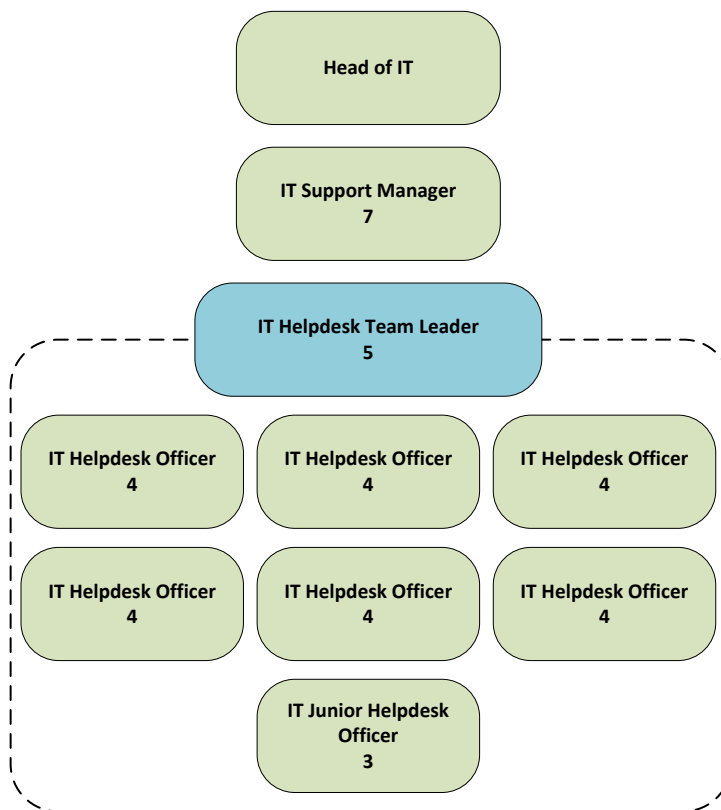 Head of IT
IT Support Manager
7
IT Helpdesk Team Leader
5
IT Helpdesk Officer
4
IT Helpdesk Officer
4
IT Helpdesk Officer
4
IT Helpdesk Officer
4
IT Helpdesk Officer
4
IT Helpdesk Officer
4
IT Junior Helpdesk
Officer
3